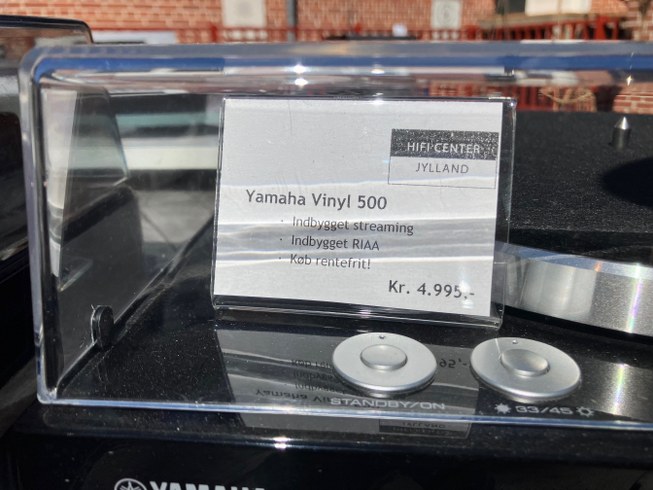 HIFI CENTER
JYLLAND
Yamaha Vinyl 500
· Indbygget streaming
· Indbygget RIAA
· Køb rentefrit!
Kr. 4.995,-
STANDBY/ON
33/45
YAMAHA